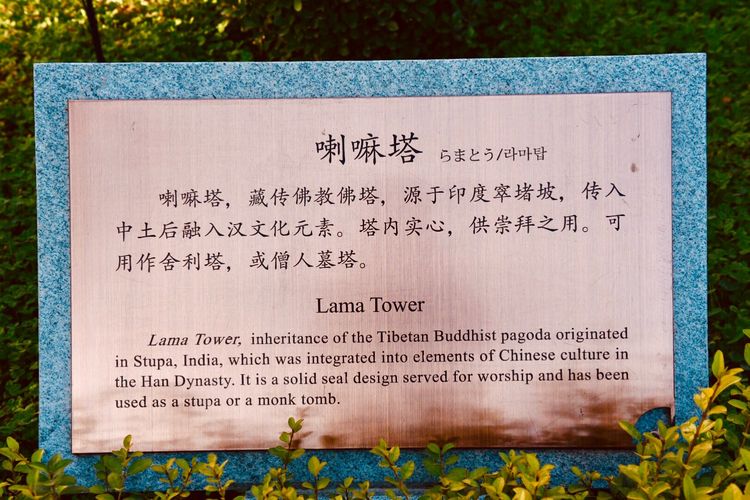 喇嘛塔 らまとう/라마탑
喇嘛塔，藏传佛教佛塔，源于印度窣堵坡，传入
中土后融入汉文化元素。塔内实心，供崇拜之用。可
用作舍利塔，或僧人墓塔。
Lama Tower
Lama Tower, inheritance of the Tibetan Buddhist pagoda originated
in Stupa, India, which was integrated into elements of Chinese culture in
the Han Dynasty. It is a solid seal design served for worship and has been
used as a stupa or a monk tomb.